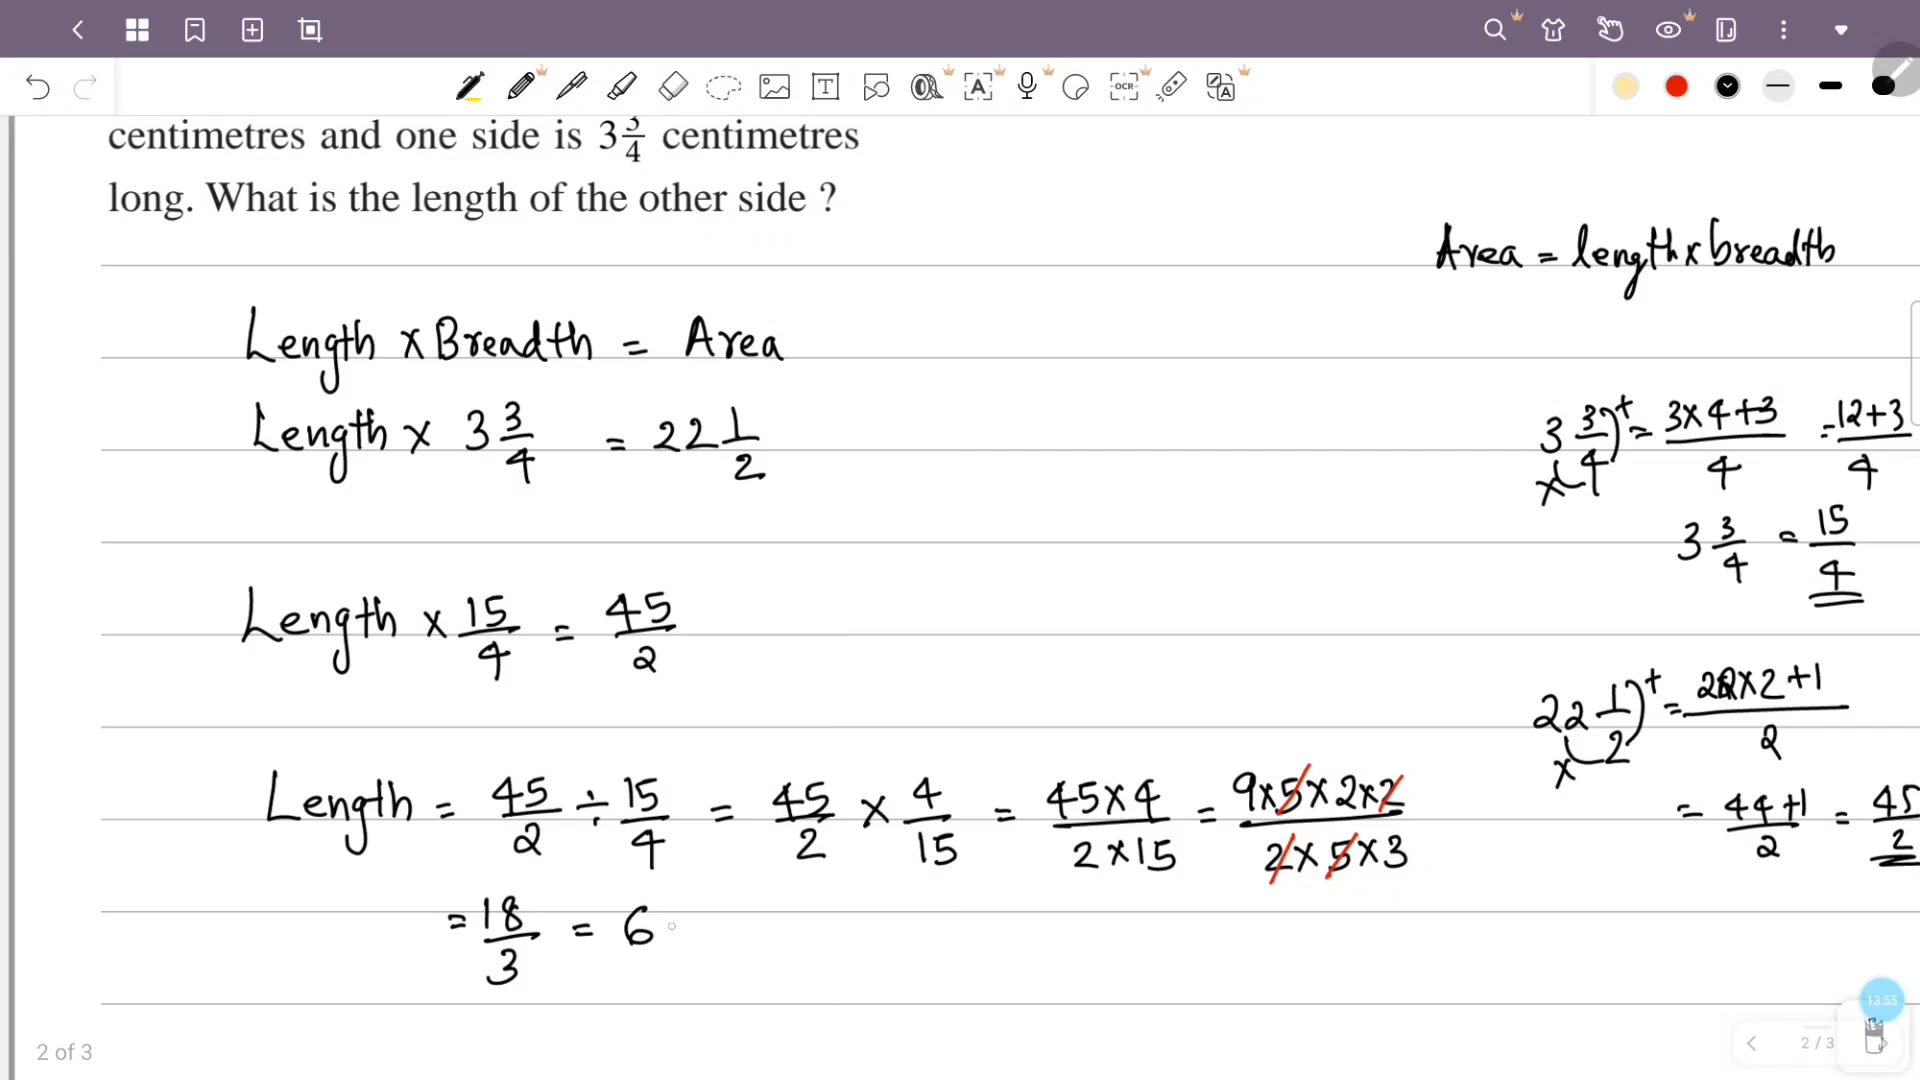 centimetres and one side is 3 3/4 centimetres
long. What is the length of the other side ?
Area = length x breadth
Length x Breadth = Area
Length x 3 3/4 = 22 1/2
3 3/4 = 3x4+3/4 = 12+3/4
x +
3 3/4 = 15/4
Length x 15/4 = 45/2
22 1/2 = 22x2+1/2
x +
= 44+1/2 = 45/2
Length = 45/2 ÷ 15/4 = 45/2 x 4/15 = 45x4/2x15 = 9x5x2x2/2x5x3
= 18/3 = 6
13:55
2 of 3
2 / 3